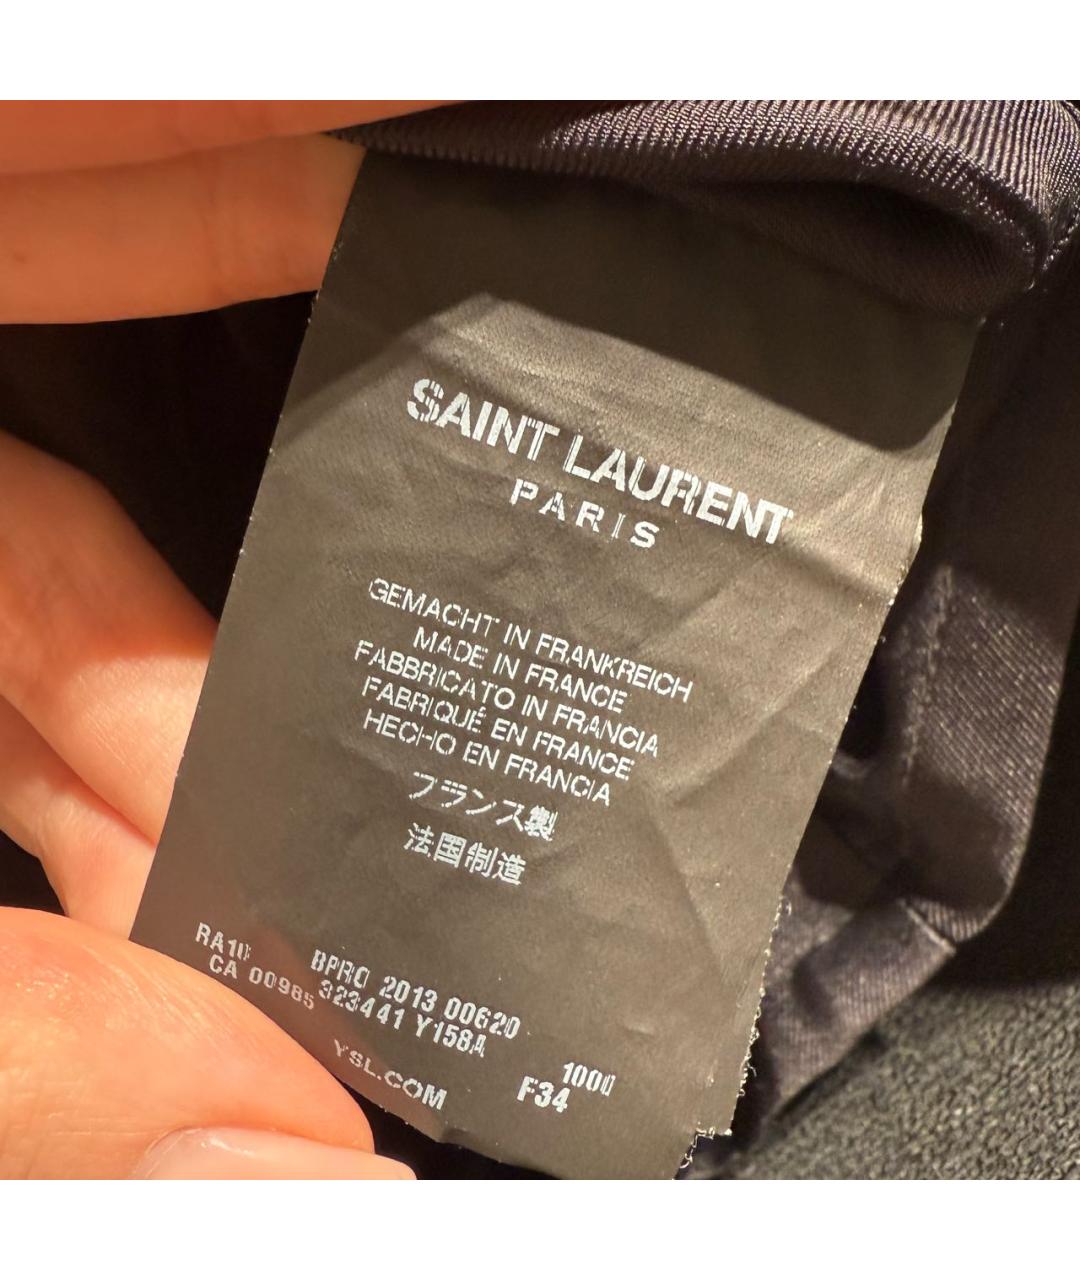 SAINT LAURENT
PARIS
GEMACHT IN FRANKREICH
MADE IN FRANCE
FABBRICATO IN FRANCIA
FABRIQUÉ EN FRANCE
HECHO EN FRANCIA
フランス製
法国制造
RA10 BPRO 2013 00620
CA 00985 323441 Y158A
YSL.COM F34 1000